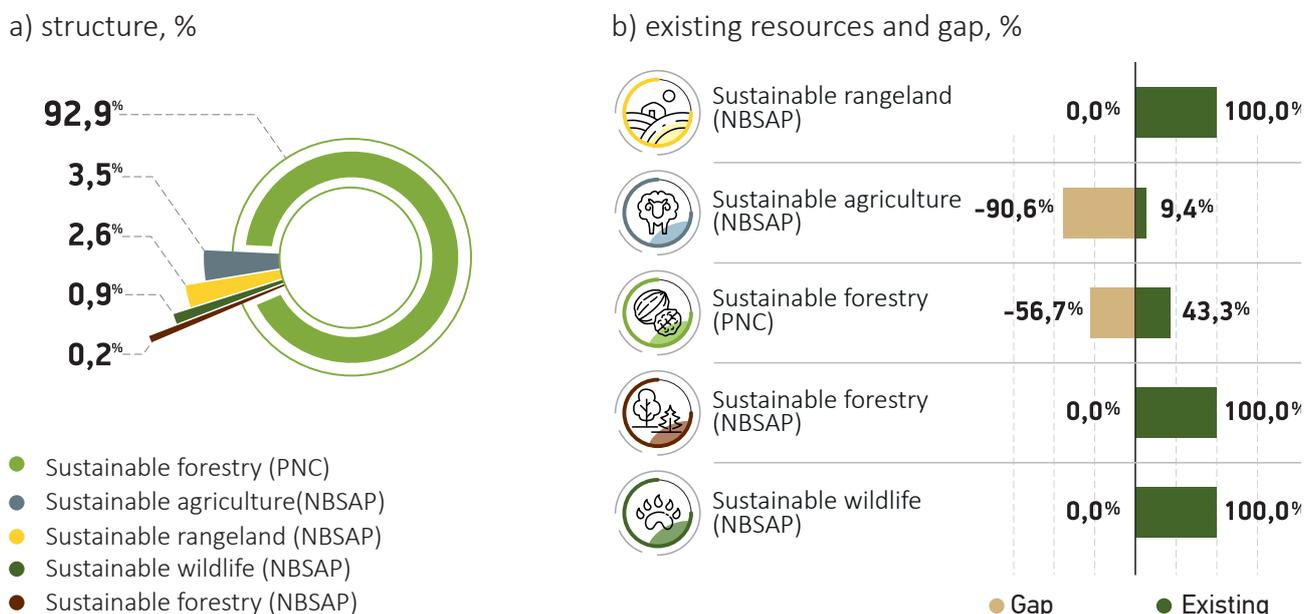 a) structure, %
92,9%
3,5%
2,6%
0,9%
0,2%
Sustainable forestry (PNC)
Sustainable agriculture(NBSAP)
Sustainable rangeland (NBSAP)
Sustainable wildlife (NBSAP)
Sustainable forestry (NBSAP)
b) existing resources and gap, %
Sustainable rangeland
(NBSAP)
0,0% 100,0%
Sustainable agriculture
(NBSAP)
-90,6% 9,4%
Sustainable forestry
(PNC)
-56,7% 43,3%
Sustainable forestry
(NBSAP)
0,0% 100,0%
Sustainable wildlife
(NBSAP)
0,0% 100,0%
Gap Existing